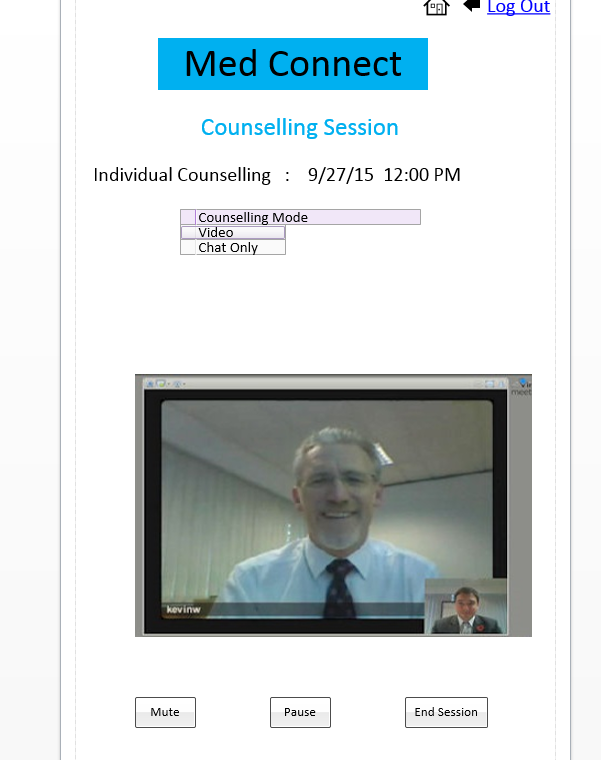 Log Out
Med Connect
Counselling Session
Individual Counselling : 9/27/15 12:00 PM
Counselling Mode
Video
Chat Only
meet
kevinw
Mute
Pause
End Session